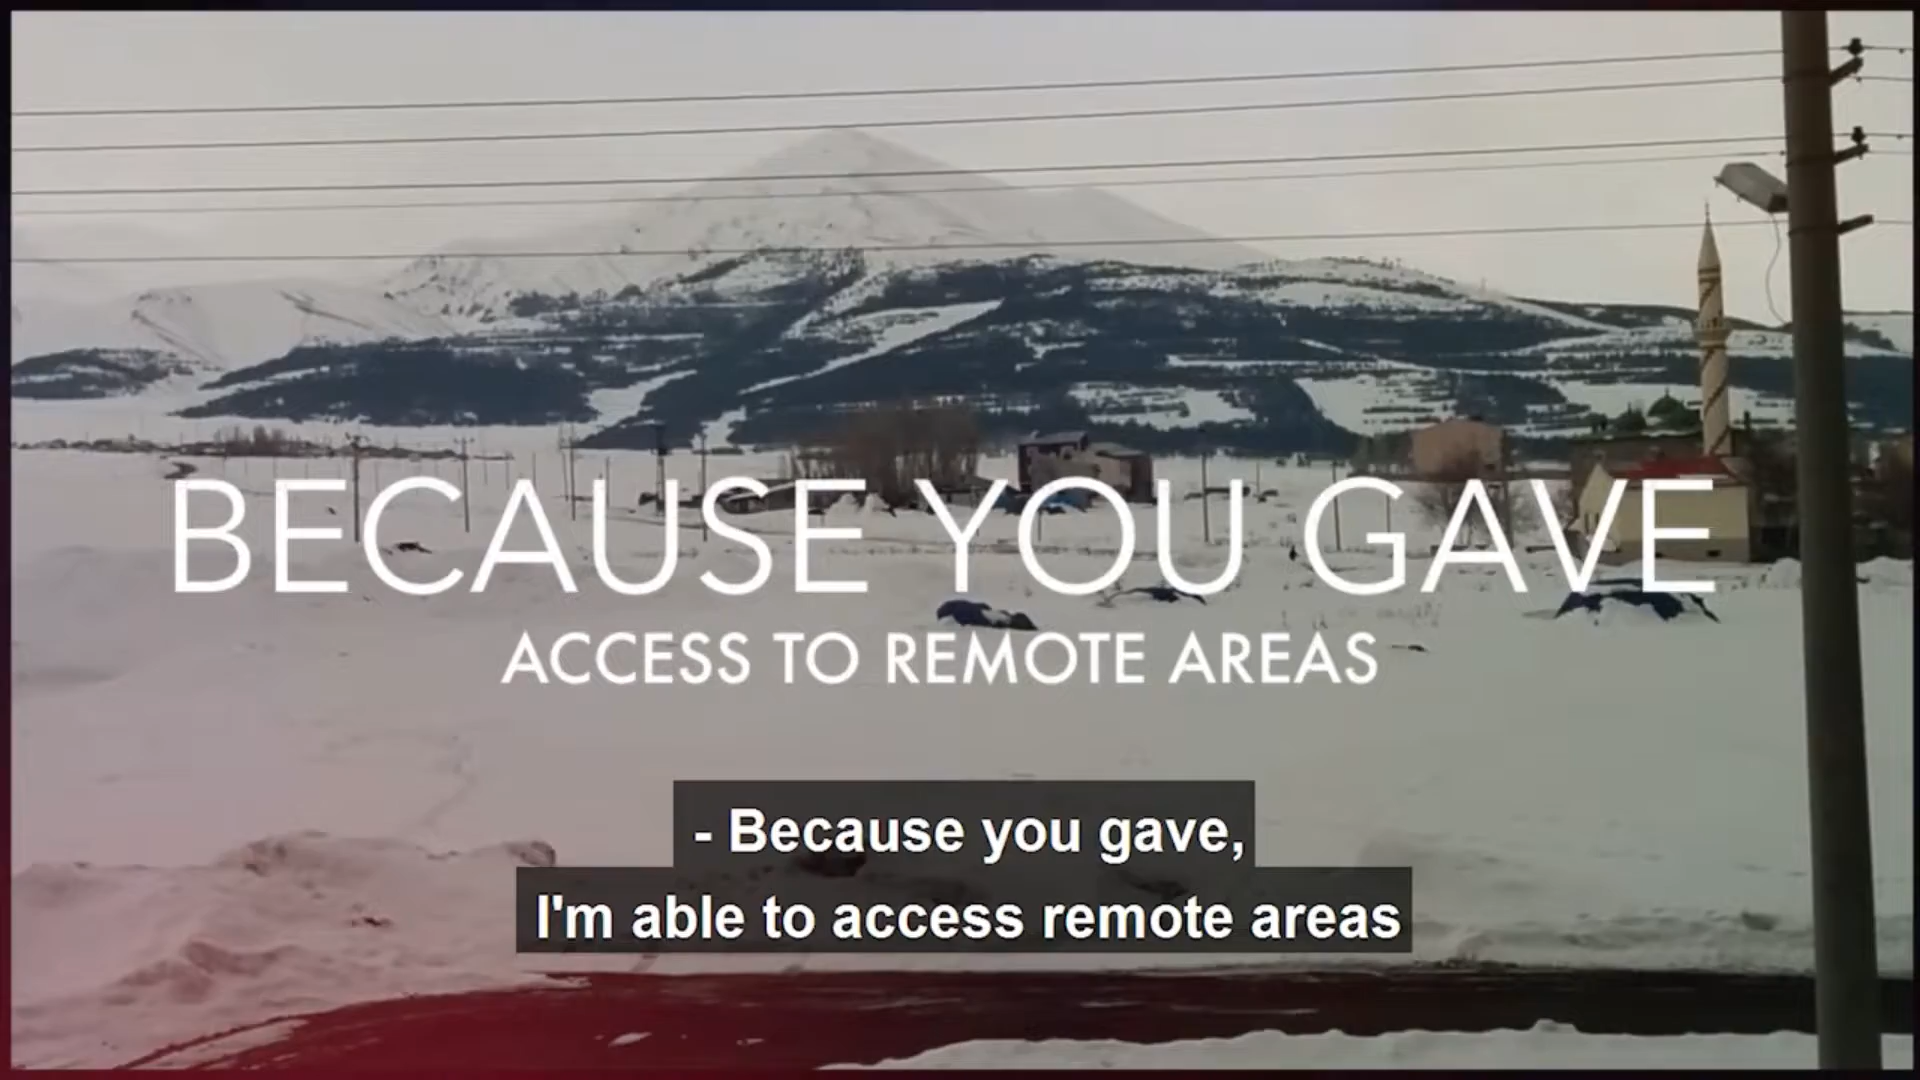 BECAUSE YOU GAVE
ACCESS TO REMOTE AREAS
- Because you gave,
I'm able to access remote areas